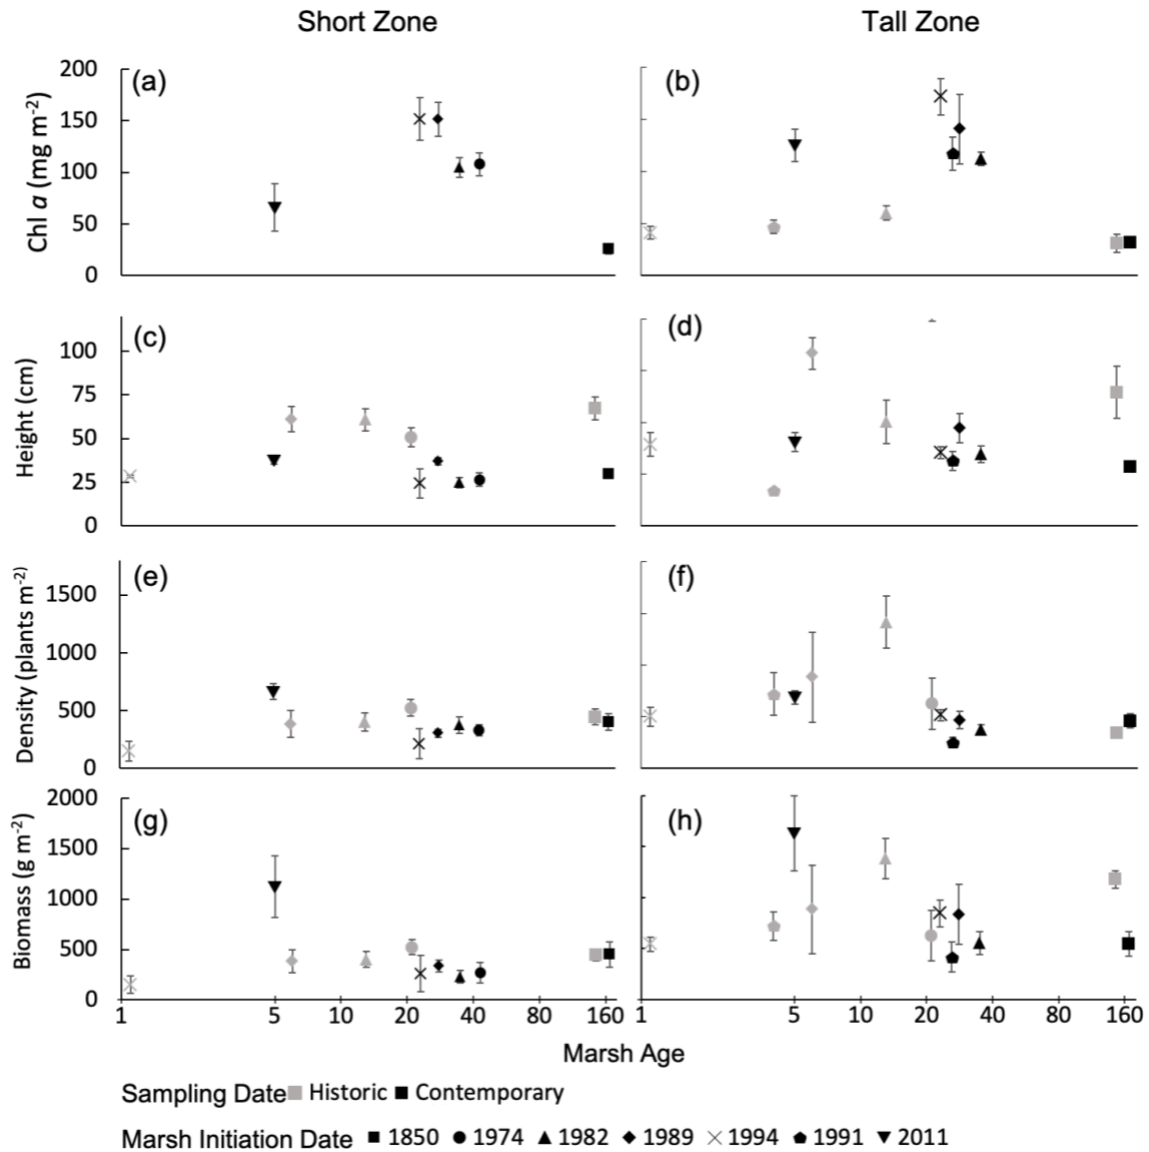 Short Zone Tall Zone
200 (a) (b)
150
100
50
0
Chl a (mg m-2)
(c) (d)
100
75
50
25
0
Height (cm)
(e) (f)
1500
1000
500
0
Density (plants m-2)
2000
(g) (h)
1500
1000
500
0
Biomass (g m-2)
1 5 10 20 40 80 160 1 5 10 20 40 80 160
Marsh Age
Sampling Date Historic Contemporary
Marsh Initiation Date 1850 1974 1982 1989 1994 1991 2011